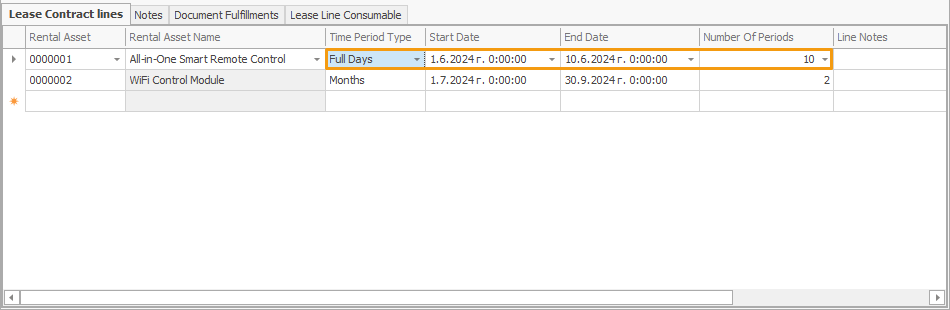 Lease Contract lines Notes Document Fulfillments Lease Line Consumable
Rental Asset Rental Asset Name Time Period Type Start Date End Date Number Of Periods Line Notes
0000001 All-in-One Smart Remote Control Full Days 1.6.2024 г. 0:00:00 10.6.2024 г. 0:00:00 10
0000002 WiFi Control Module Months 1.7.2024 г. 0:00:00 30.9.2024 г. 0:00:00 2